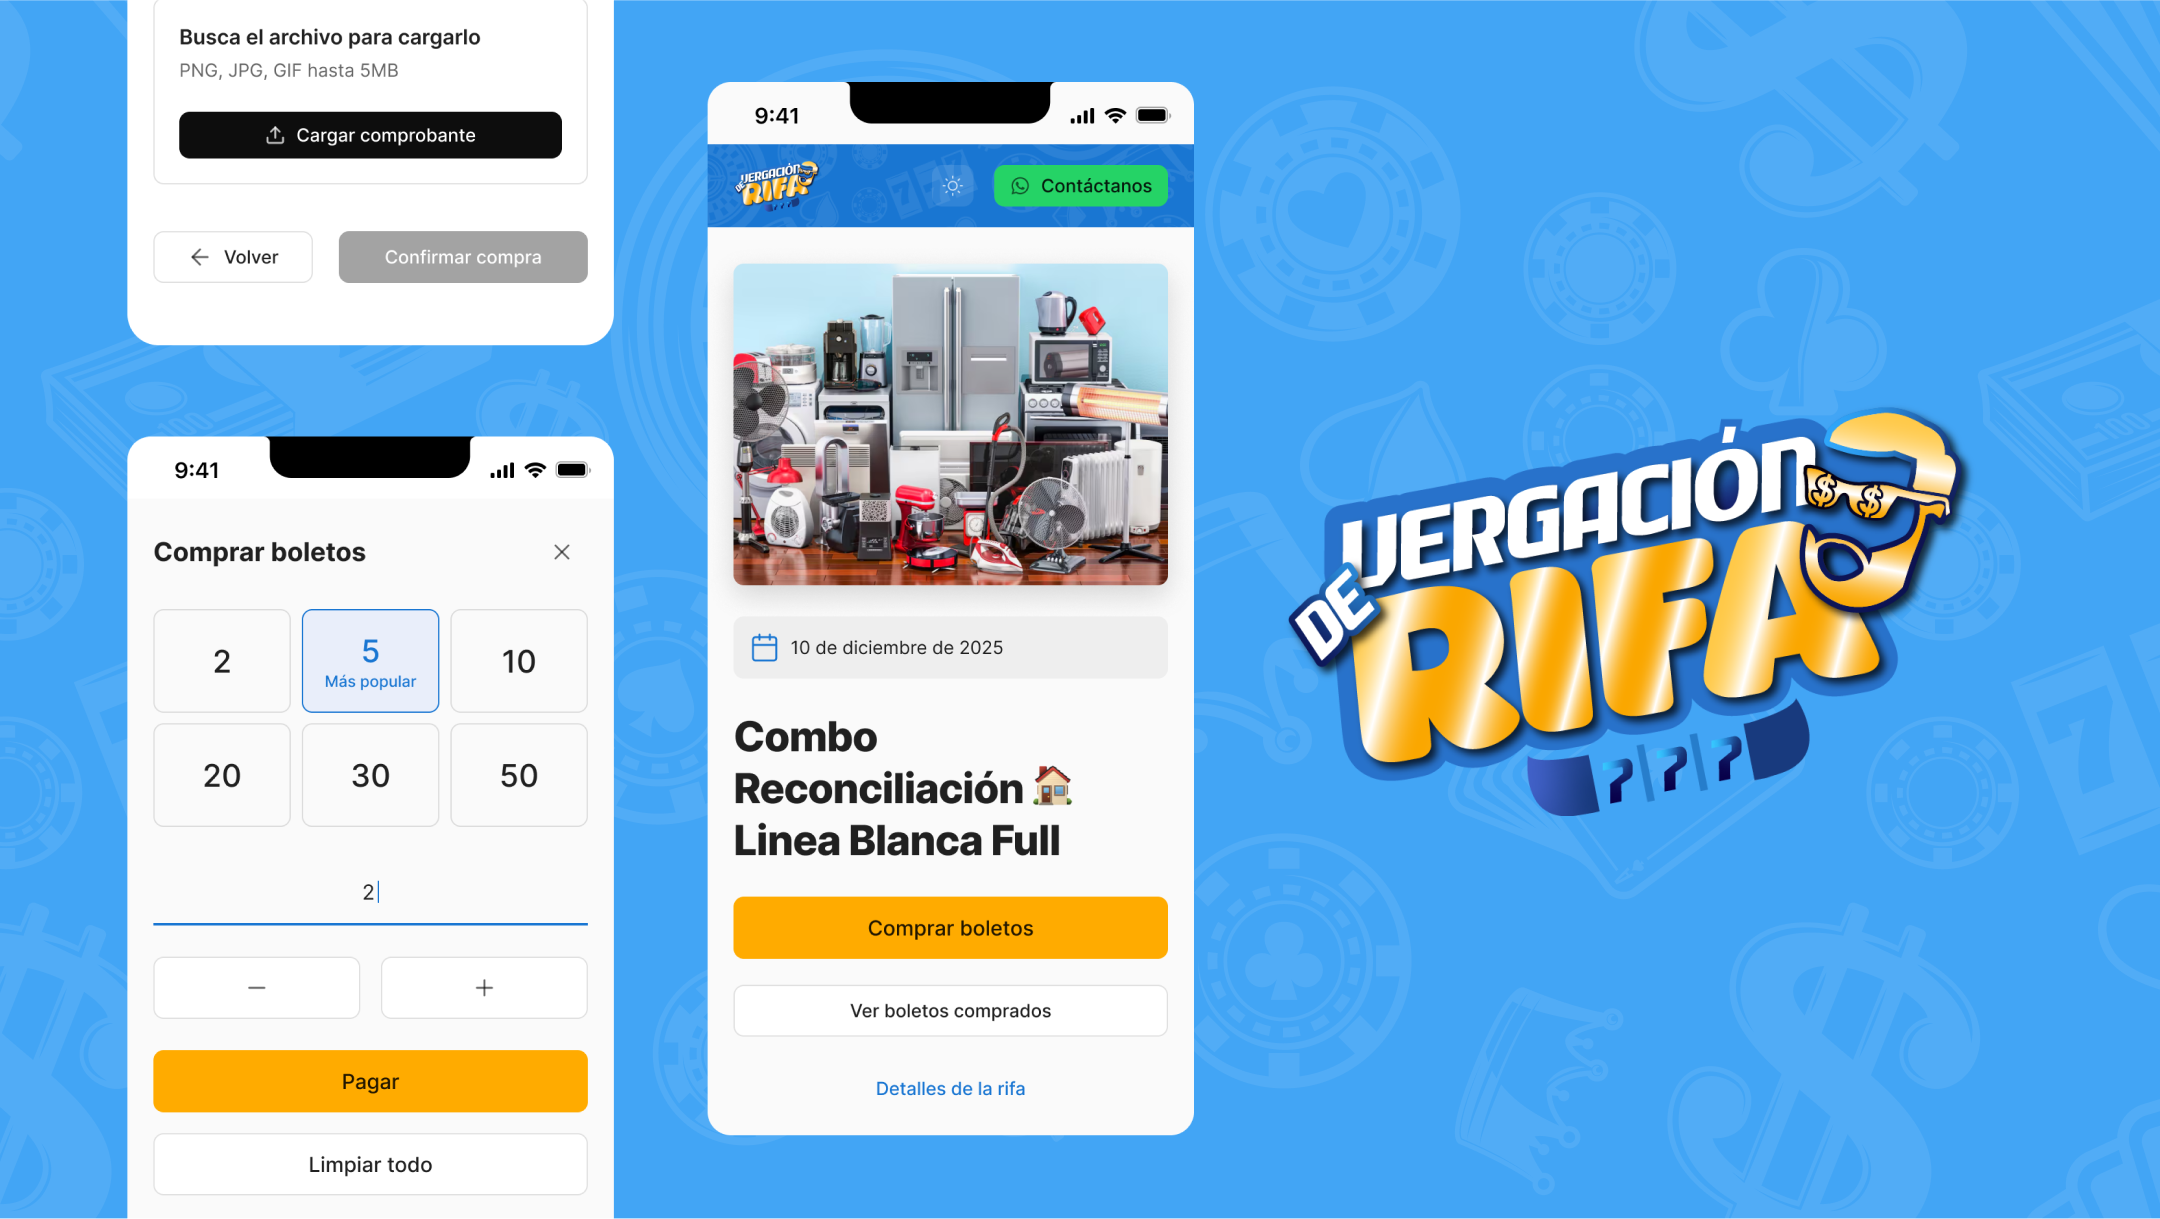 Busca el archivo para cargarlo
PNG, JPG, GIF hasta 5MB
Cargar comprobante
Volver
Confirmar compra
9:41
Comprar boletos
2
5
Más popular
10
20
30
50
2
Pagar
Limpiar todo
9:41
DE VERGACIÓN
RIFA
Contáctanos
10 de diciembre de 2025
Combo
Reconciliación
Linea Blanca Full
Comprar boletos
Ver boletos comprados
Detalles de la rifa
VERGACIÓN
DE RIFA
777